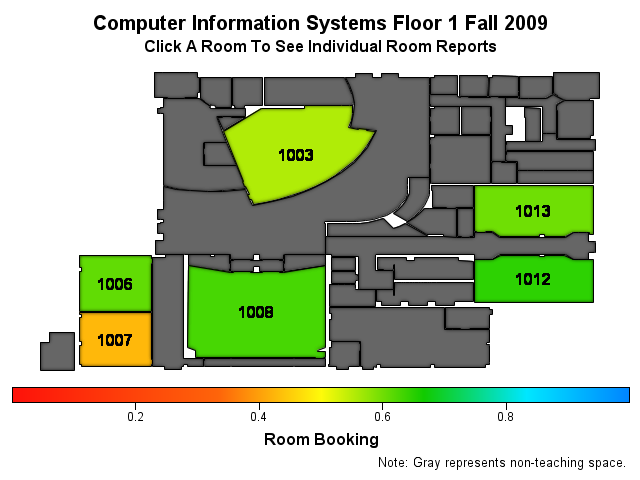 Computer Information Systems Floor 1 Fall 2009
Click A Room To See Individual Room Reports
1003
1013
1006
1012
1008
1007
0.2 0.4 0.6 0.8
Room Booking
Note: Gray represents non-teaching space.